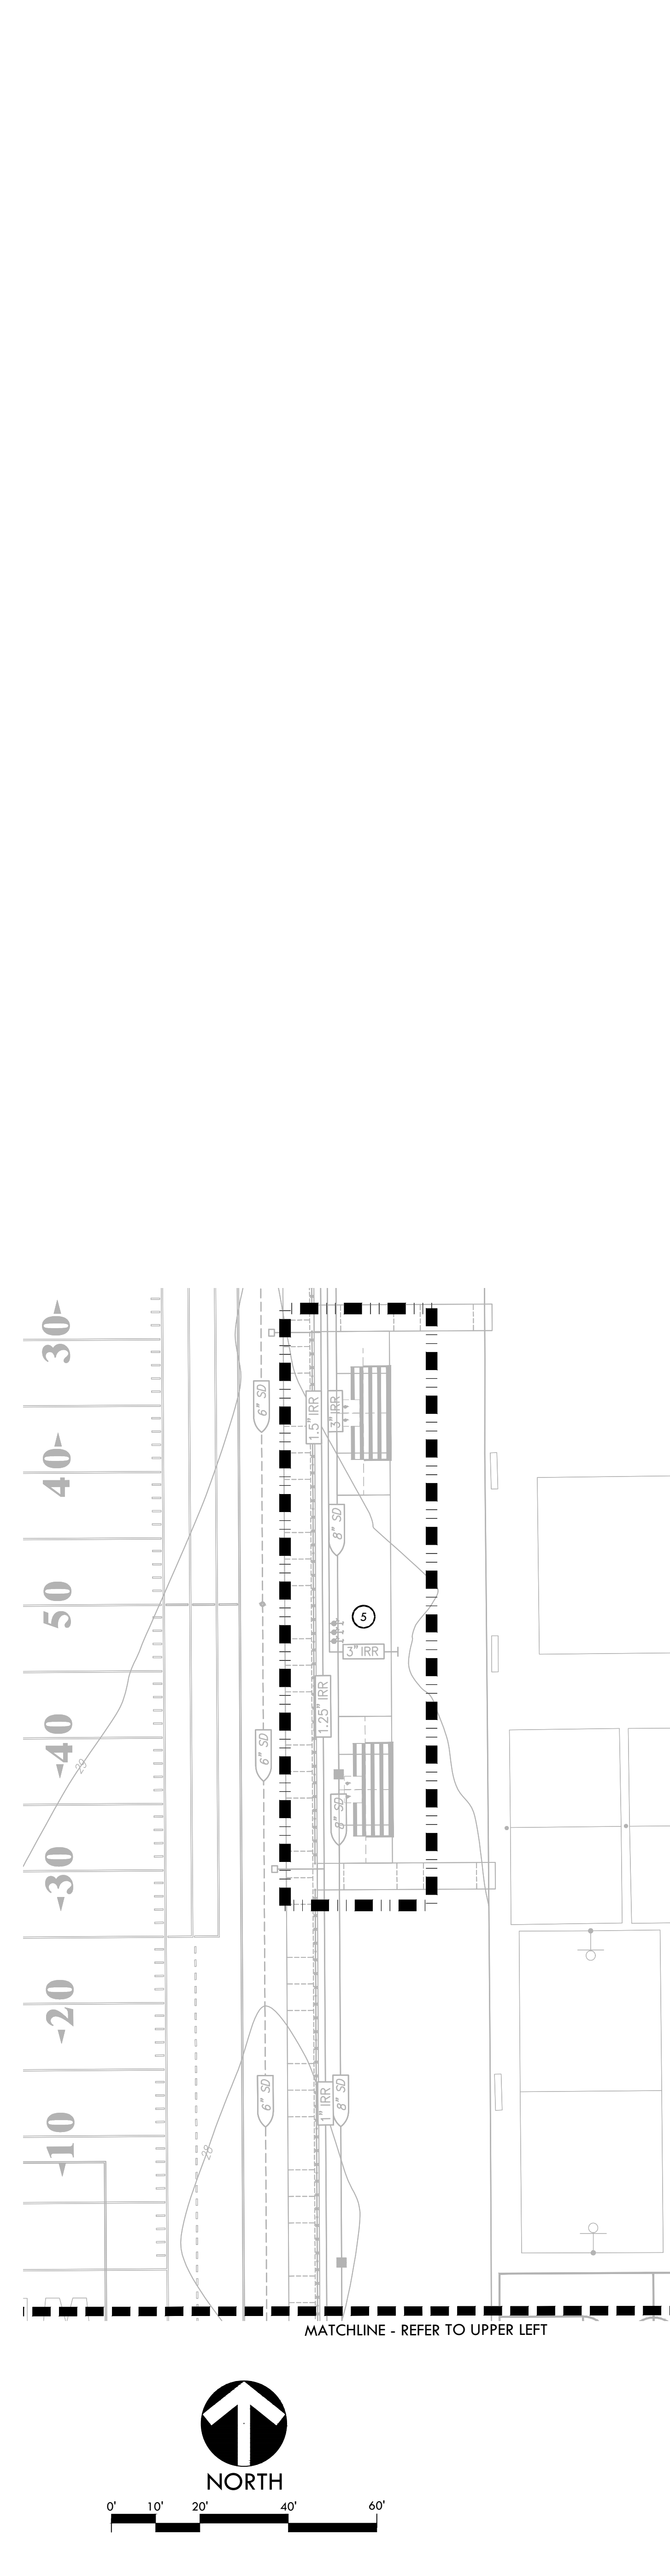 30
40
50
40
30
20
10
6" SD
1.5" IRR
3" IRR
8" SD
5
3" IRR
1.25" IRR
6" SD
29
8" SD
6" SD
1" IRR
8" SD
28
MATCHLINE - REFER TO UPPER LEFT
NORTH
0' 10' 20' 40' 60'